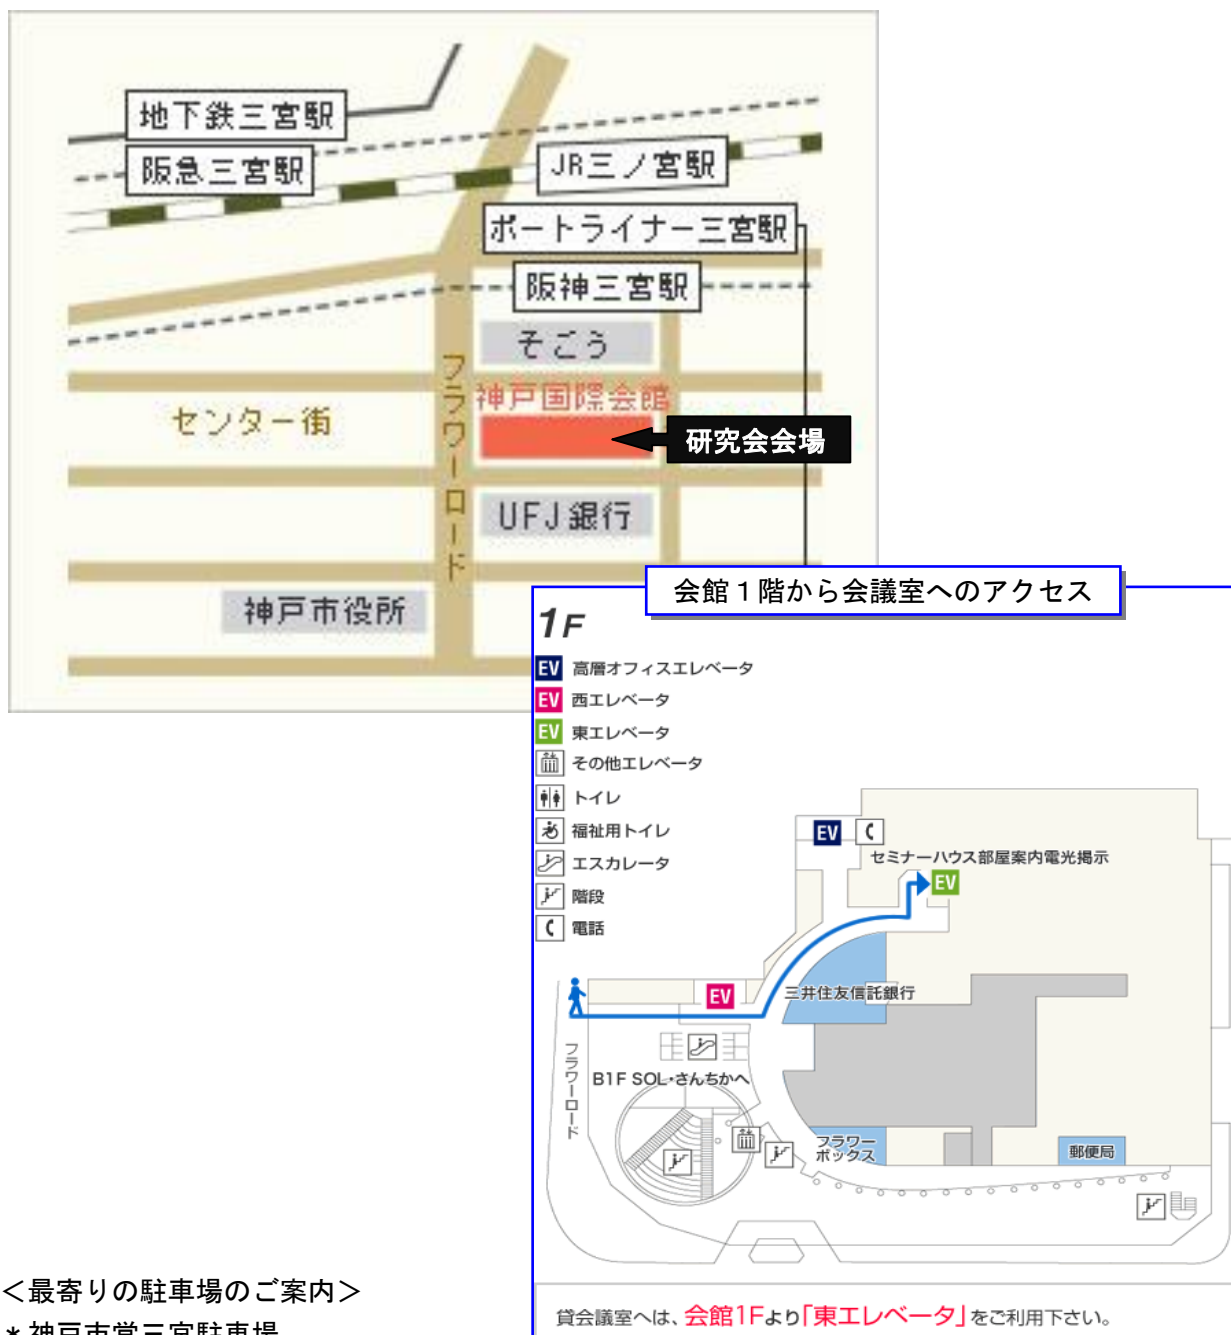 地下鉄三宮駅
阪急三宮駅
JR三ノ宮駅
ポートライナー三宮駅
阪神三宮駅
そごう
フラワーロード
神戸国際会館
センター街
研究会会場
UFJ銀行
神戸市役所
会館１階から会議室へのアクセス
1F
EV 高層オフィスエレベータ
EV 西エレベータ
EV 東エレベータ
その他エレベータ
トイレ
福祉用トイレ
エスカレータ
階段
電話
EV
セミナーハウス部屋案内電光掲示
EV
EV
三井住友信託銀行
フラワーロード
B1F SOL・さんちかへ
フラワー
ボックス
郵便局
貸会議室へは、会館1Fより「東エレベータ」をご利用下さい。
＜最寄りの駐車場のご案内＞
＊神戸市営三宮駐車場